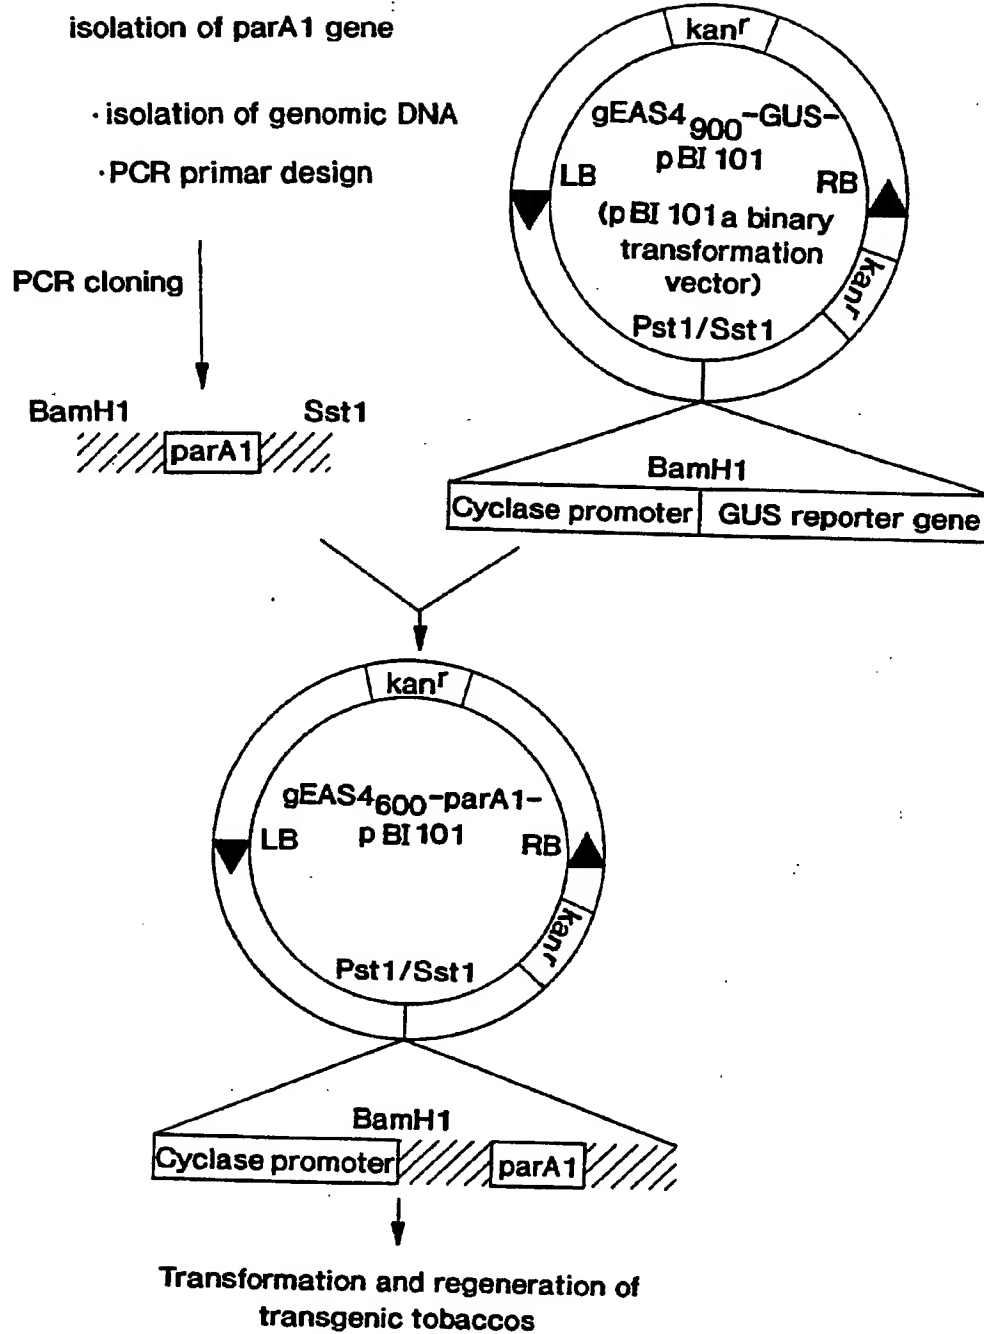 isolation of parA1 gene
·isolation of genomic DNA
·PCR primar design
PCR cloning
BamH1 Sst1
parA1
kanʳ
gEAS4₉₀₀-GUS-
pBI 101
LB RB
(pBI 101a binary
transformation
vector)
kanʳ
Pst1/Sst1
BamH1
Cyclase promoter GUS reporter gene
kanʳ
gEAS4₆₀₀-parA1-
pBI 101
LB RB
kanʳ
Pst1/Sst1
BamH1
Cyclase promoter parA1
Transformation and regeneration of
transgenic tobaccos